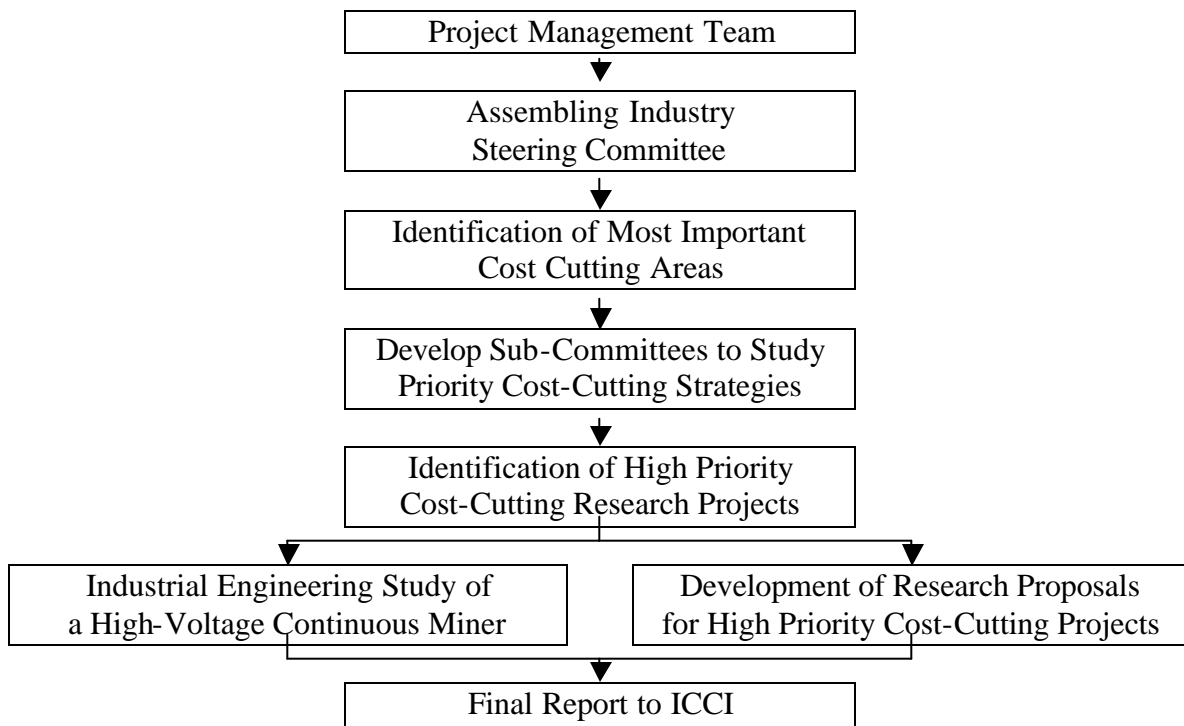 Project Management Team
Assembling Industry
Steering Committee
Identification of Most Important
Cost Cutting Areas
Develop Sub-Committees to Study
Priority Cost-Cutting Strategies
Identification of High Priority
Cost-Cutting Research Projects
Industrial Engineering Study of
a High-Voltage Continuous Miner
Development of Research Proposals
for High Priority Cost-Cutting Projects
Final Report to ICCI